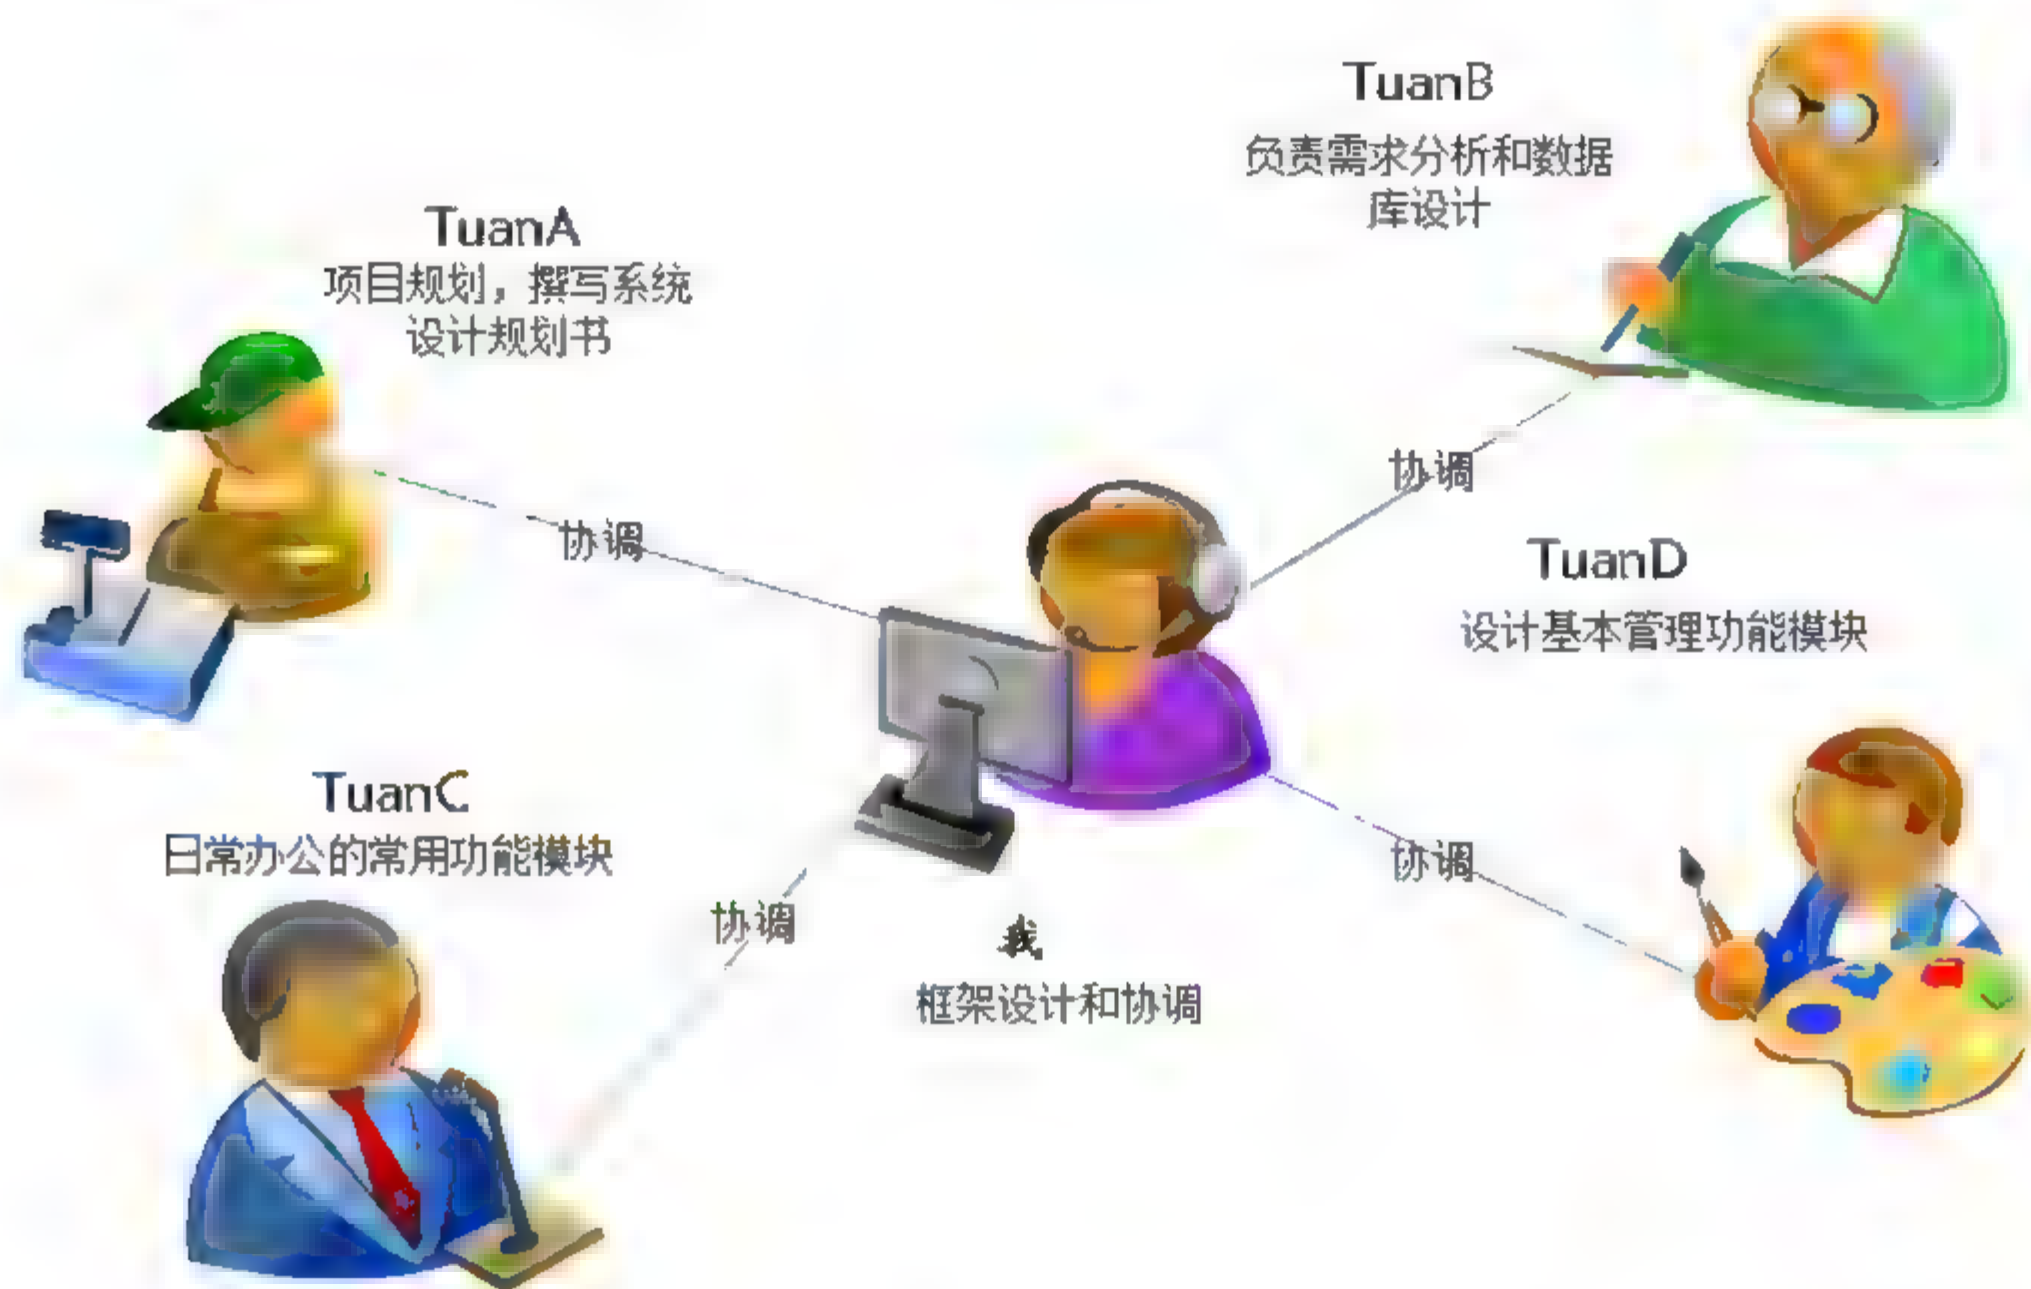 TuanB
负责需求分析和数据
库设计
TuanA
项目规划，撰写系统
设计规划书
协调
协调
TuanD
设计基本管理功能模块
TuanC
日常办公的常用功能模块
协调
协调
我
框架设计和协调